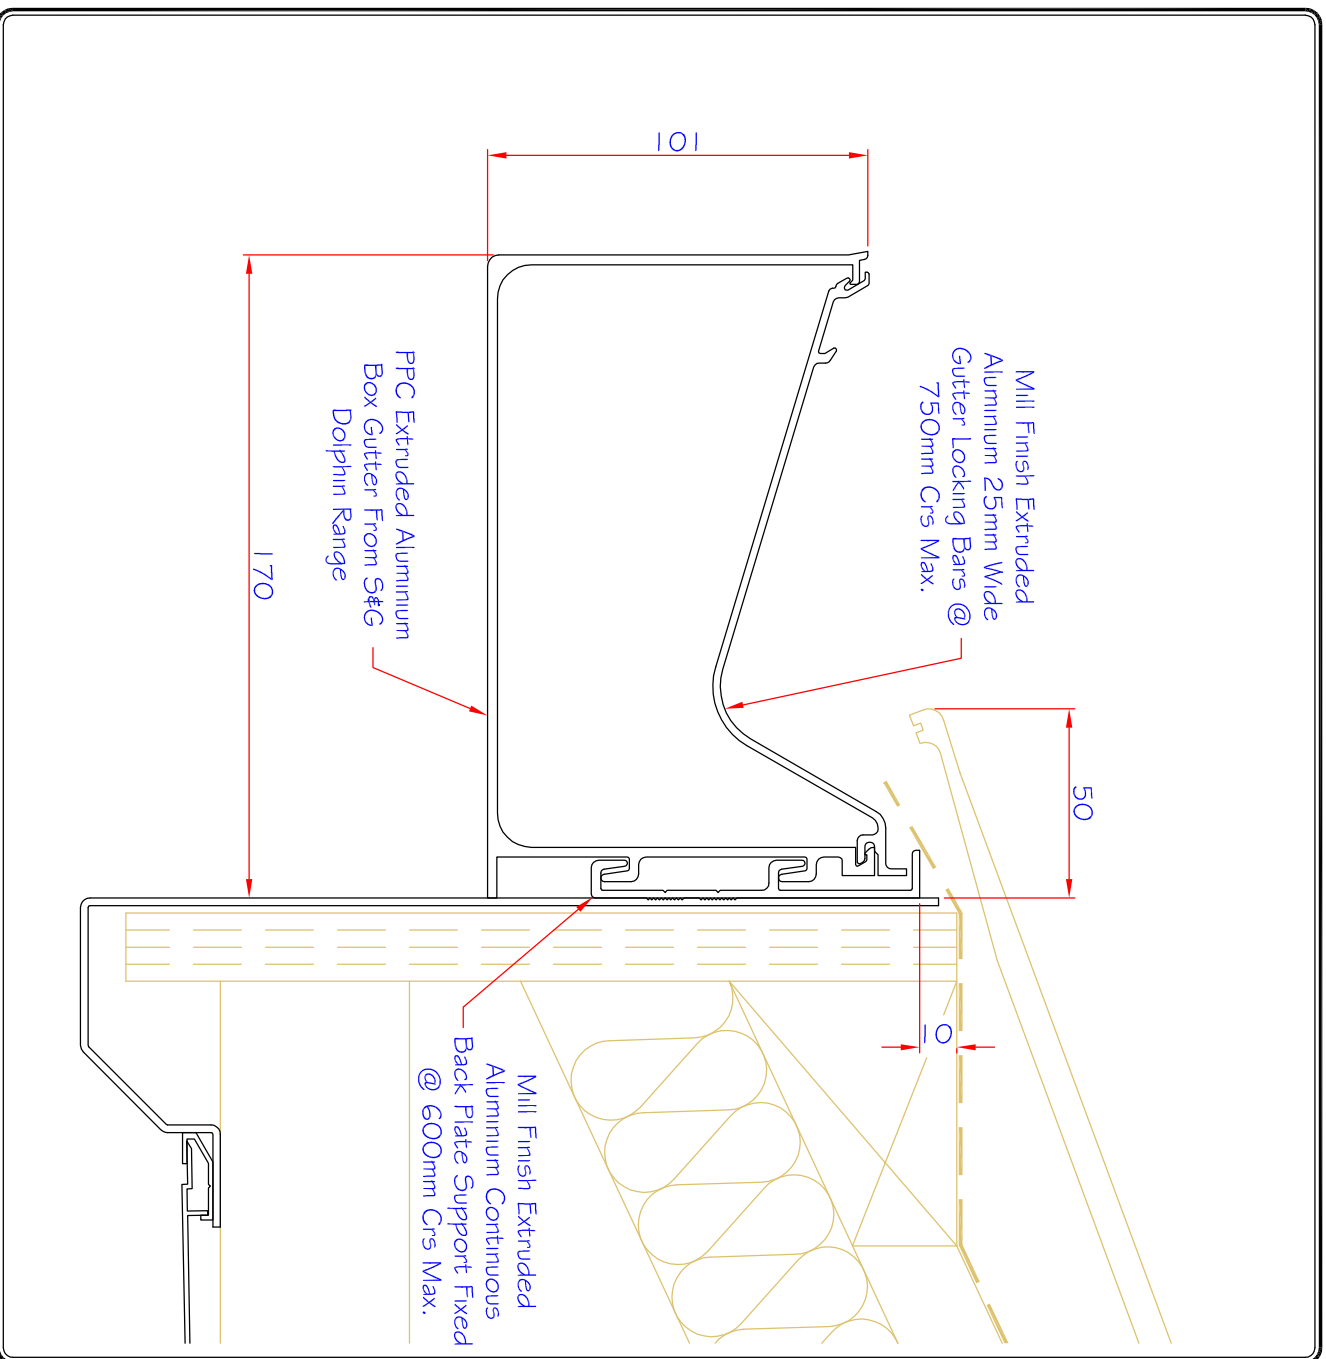 101
Mill Finish Extruded
Aluminium 25mm Wide
Gutter Locking Bars @
750mm Crs Max.
50
PPC Extruded Aluminium
Box Gutter From S&G
Dolphin Range
170
10
Mill Finish Extruded
Aluminium Continuous
Back Plate Support Fixed
@ 600mm Crs Max.